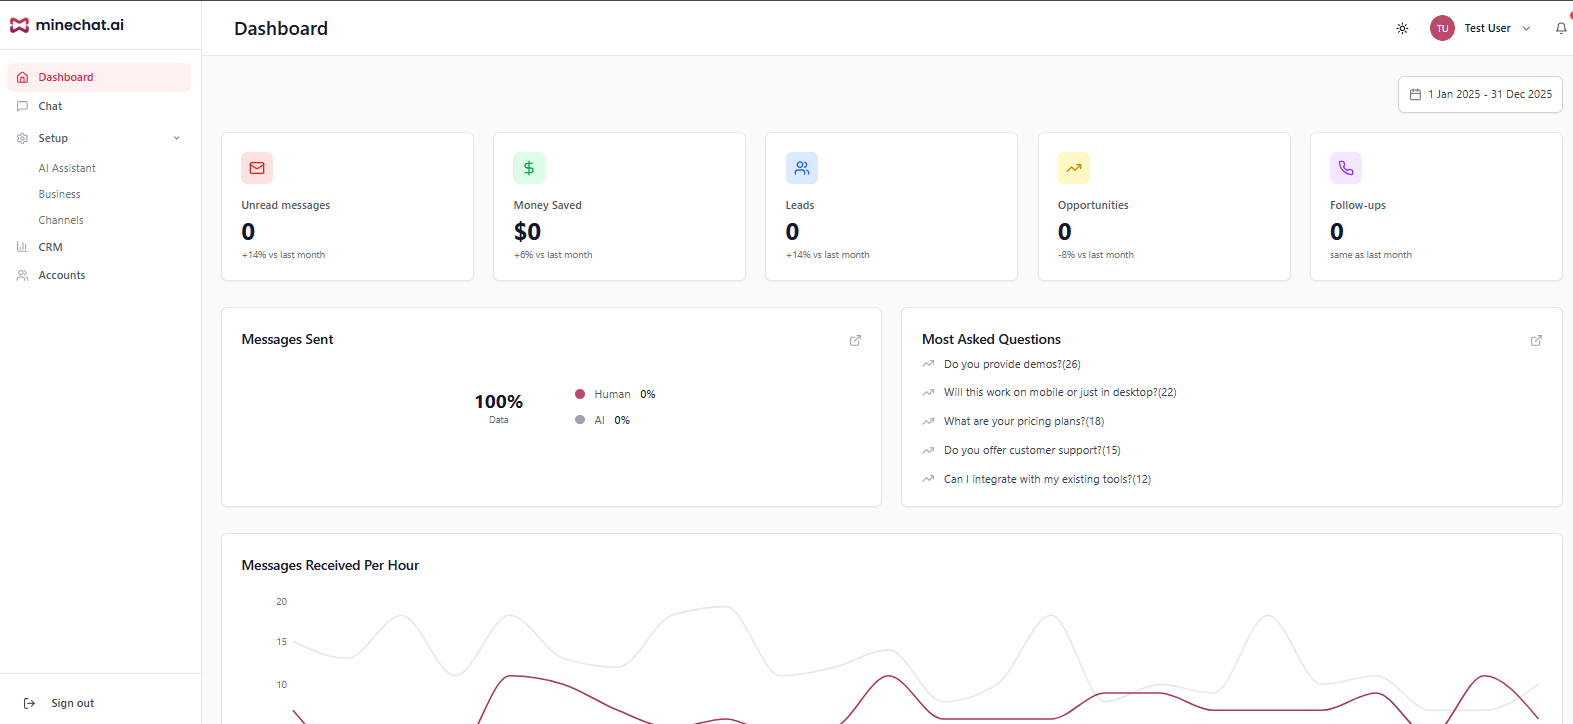 minechat.ai
Dashboard
TU
Test User
Dashboard
Chat
Setup
AI Assistant
Business
Channels
CRM
Accounts
Sign out
1 Jan 2025 - 31 Dec 2025
Unread messages
0
+14% vs last month
Money Saved
$0
+6% vs last month
Leads
0
+14% vs last month
Opportunities
0
-8% vs last month
Follow-ups
0
same as last month
Messages Sent
100%
Data
Human 0%
AI 0%
Most Asked Questions
Do you provide demos?(26)
Will this work on mobile or just in desktop?(22)
What are your pricing plans?(18)
Do you offer customer support?(15)
Can I integrate with my existing tools?(12)
Messages Received Per Hour
20
15
10